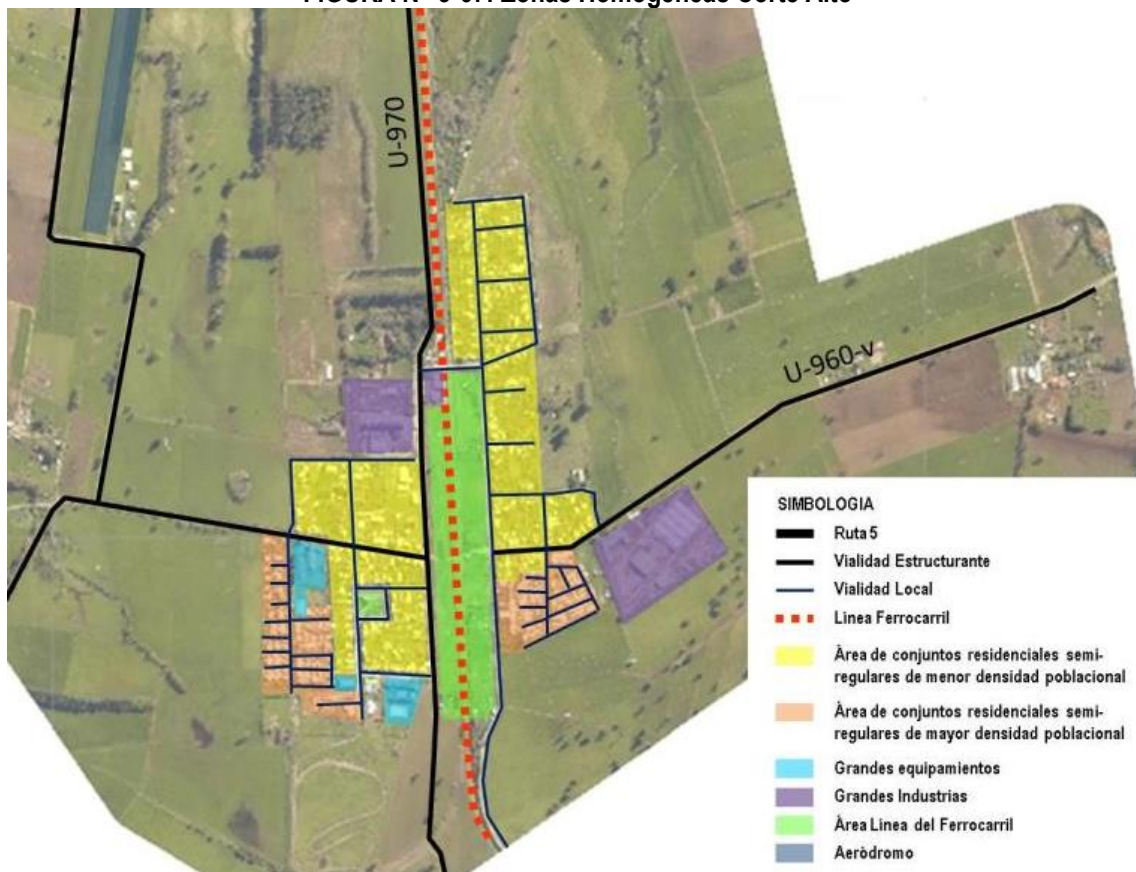 U-970
U-960-v
SIMBOLOGIA
Ruta 5
Vialidad Estructurante
Vialidad Local
Linea Ferrocarril
Àrea de conjuntos residenciales semi-
regulares de menor densidad poblacional
Àrea de conjuntos residenciales semi-
regulares de mayor densidad poblacional
Grandes equipamientos
Grandes Industrias
Àrea Linea del Ferrocarril
Aeròdromo